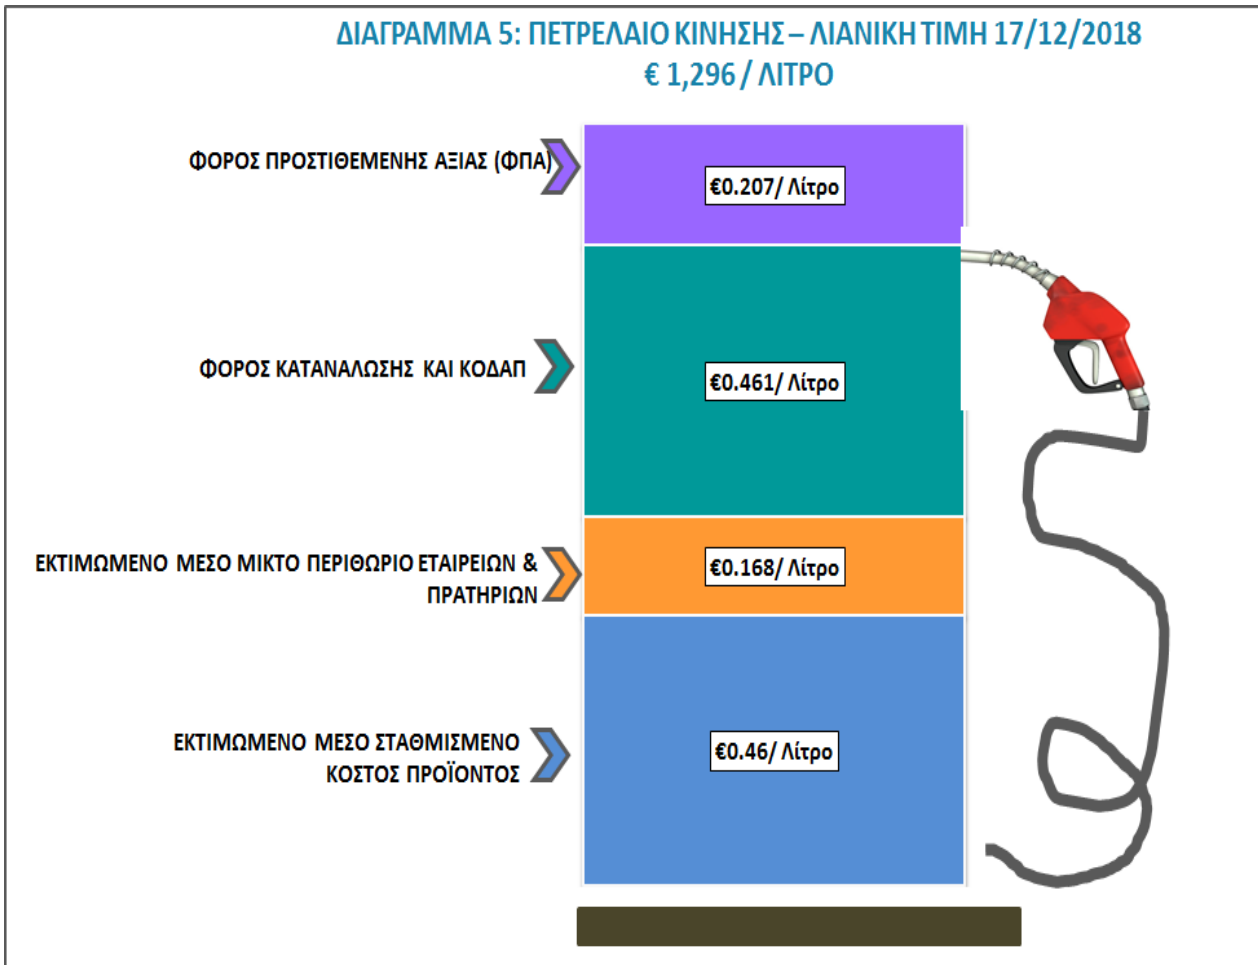 ΔΙΑΓΡΑΜΜΑ 5: ΠΕΤΡΕΛΑΙΟ ΚΙΝΗΣΗΣ – ΛΙΑΝΙΚΗ ΤΙΜΗ 17/12/2018
€ 1,296 / ΛΙΤΡΟ
ΦΟΡΟΣ ΠΡΟΣΤΙΘΕΜΕΝΗΣ ΑΞΙΑΣ (ΦΠΑ)
€0.207/ Λίτρο
ΦΟΡΟΣ ΚΑΤΑΝΑΛΩΣΗΣ ΚΑΙ ΚΟΔΑΠ
€0.461/ Λίτρο
ΕΚΤΙΜΩΜΕΝΟ ΜΕΣΟ ΜΙΚΤΟ ΠΕΡΙΘΩΡΙΟ ΕΤΑΙΡΕΙΩΝ &
ΠΡΑΤΗΡΙΩΝ
€0.168/ Λίτρο
ΕΚΤΙΜΩΜΕΝΟ ΜΕΣΟ ΣΤΑΘΜΙΣΜΕΝΟ
ΚΟΣΤΟΣ ΠΡΟΪΟΝΤΟΣ
€0.46/ Λίτρο